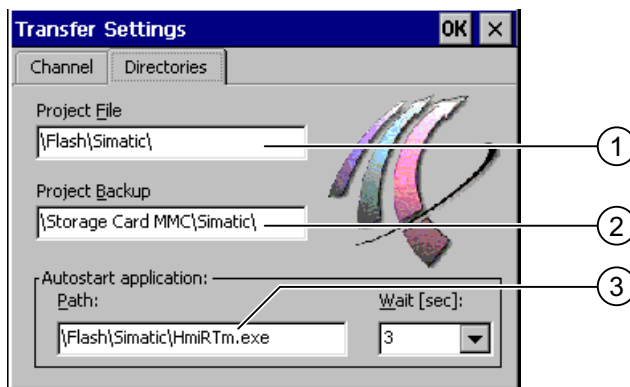 Transfer Settings OK ×
Channel Directories
Project File
\Flash\Simatic\
1
Project Backup
\Storage Card MMC\Simatic\
2
Autostart application:
3
Path: Wait [sec]:
\Flash\Simatic\HmiRTm.exe 3